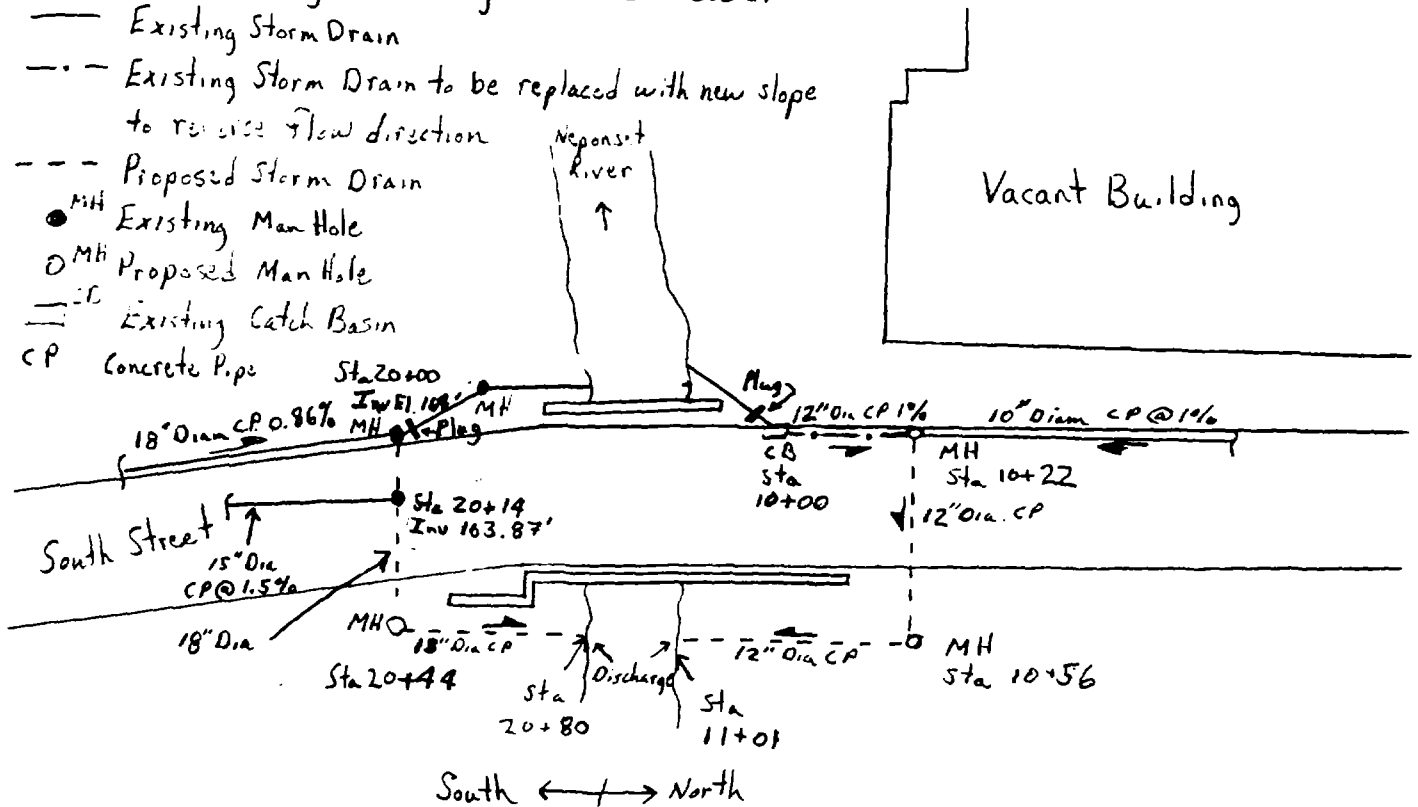 Existing Storm Drain
Existing Storm Drain to be replaced with new slope
to flow direction
Proposed Storm Drain
MH Existing Man Hole
MH Proposed Man Hole
Existing Catch Basin
CP Concrete Pipe
Neponset
River
Vacant Building
Sta 20+00
Inv El. 164'
MH
18" Diam CP 0.86%
MH
Plug
Plug
12" Dia CP 1%
10" Diam CP @ 1%
CB
Sta
10+00
MH
Sta 10+22
12" Dia. CP
Sta 20+14
Inv 163.87'
South Street
15" Dia
CP @ 1.5%
18" Dia
MH
18" Dia CP
Sta 20+44
Discharge
Sta
20+80
12" Dia CP
Sta
11+01
MH
Sta 10+56
South North